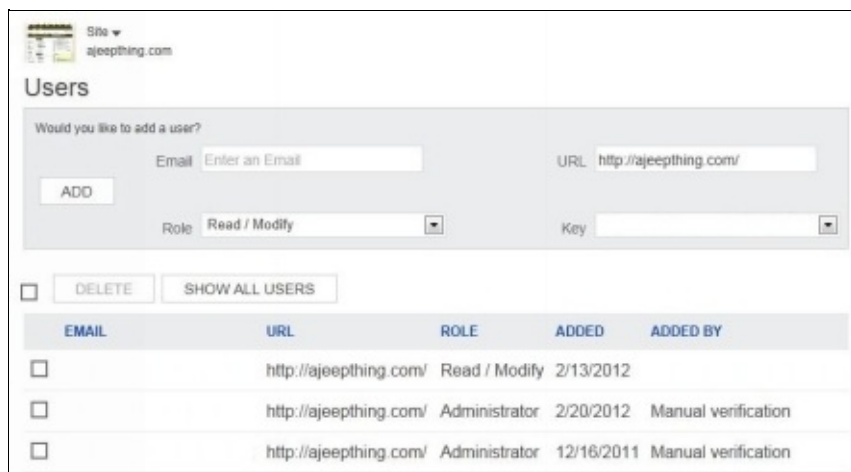 Site
ajeepthing.com
Users
Would you like to add a user?
Email Enter an Email URL http://ajeepthing.com/
ADD
Role Read / Modify Key
DELETE SHOW ALL USERS
EMAIL URL ROLE ADDED ADDED BY
http://ajeepthing.com/ Read / Modify 2/13/2012
http://ajeepthing.com/ Administrator 2/20/2012 Manual verification
http://ajeepthing.com/ Administrator 12/16/2011 Manual verification